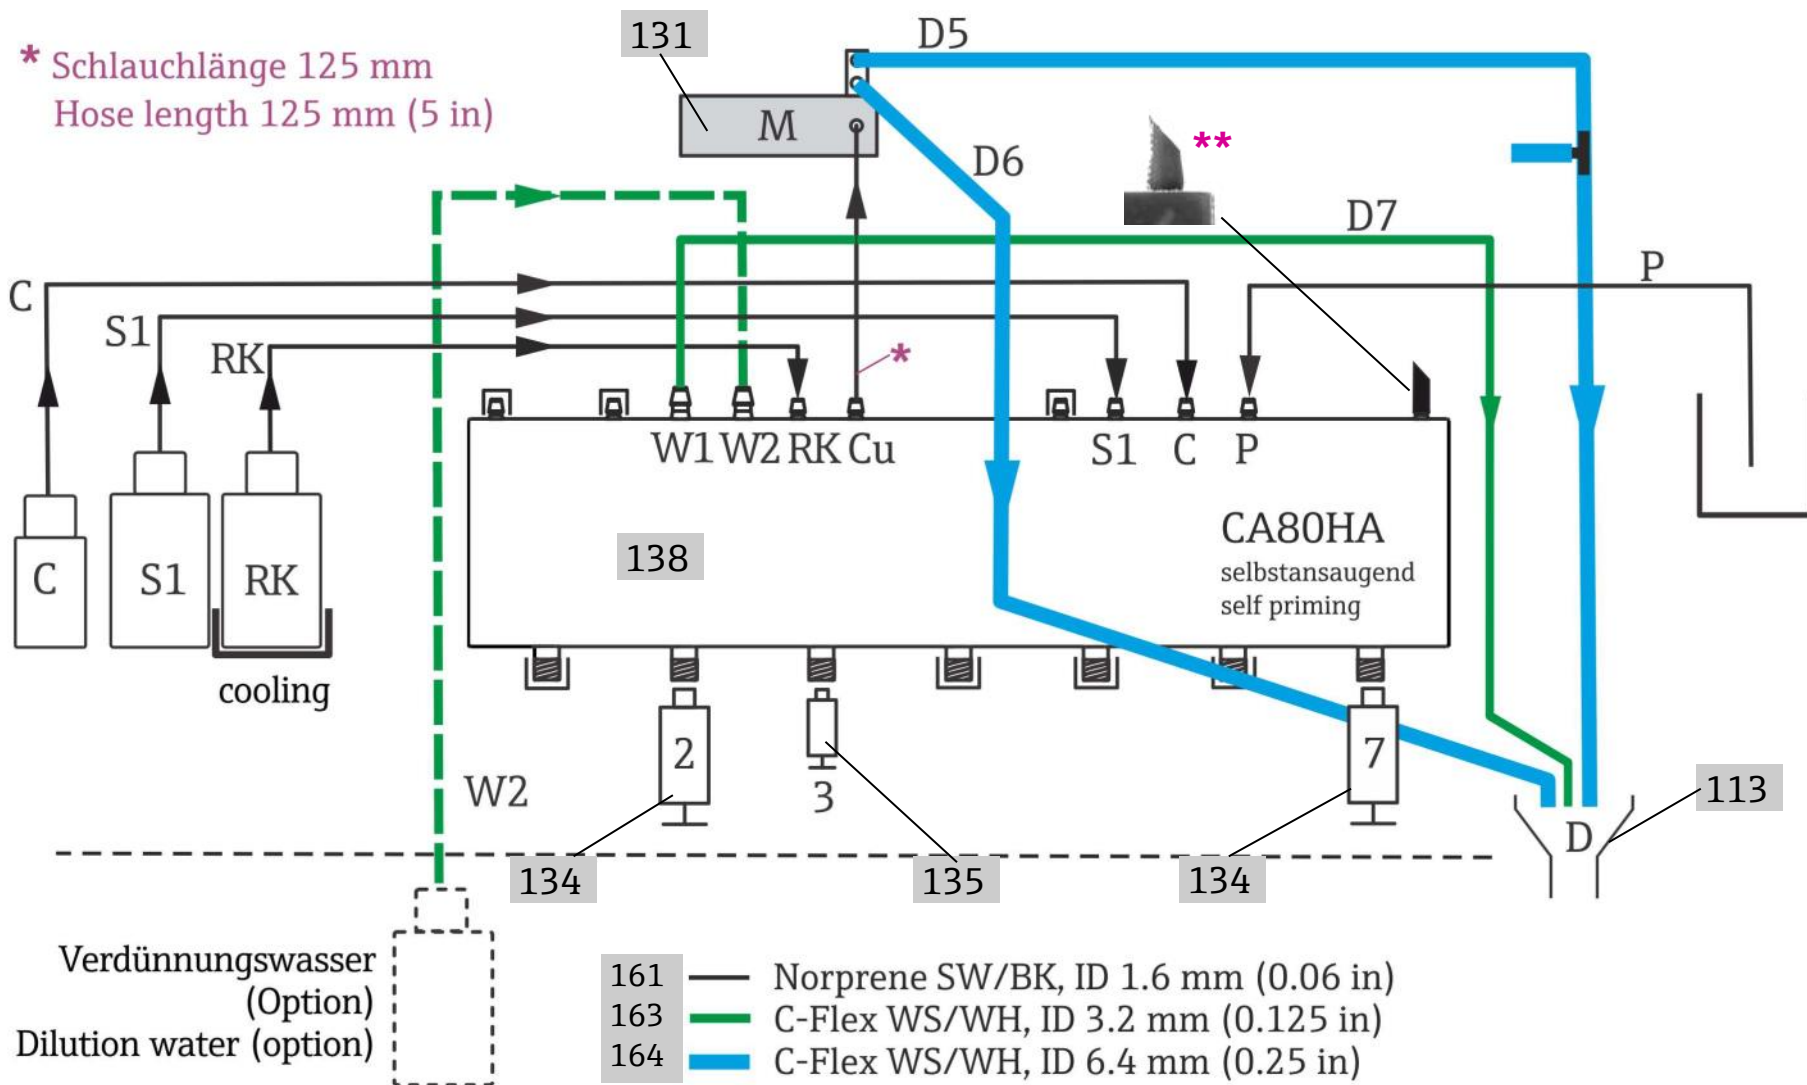 131
D5
* Schlauchlänge 125 mm
Hose length 125 mm (5 in)
M
**
D6
D7
P
C
S1
RK
*
W1 W2 RK Cu
S1 C P
CA80HA
138
selbstansaugend
self priming
C
S1
RK
cooling
W2
2
3
7
113
D
134
135
134
Verdünnungswasser
(Option)
Dilution water (option)
161 Norprene SW/BK, ID 1.6 mm (0.06 in)
163 C-Flex WS/WH, ID 3.2 mm (0.125 in)
164 C-Flex WS/WH, ID 6.4 mm (0.25 in)